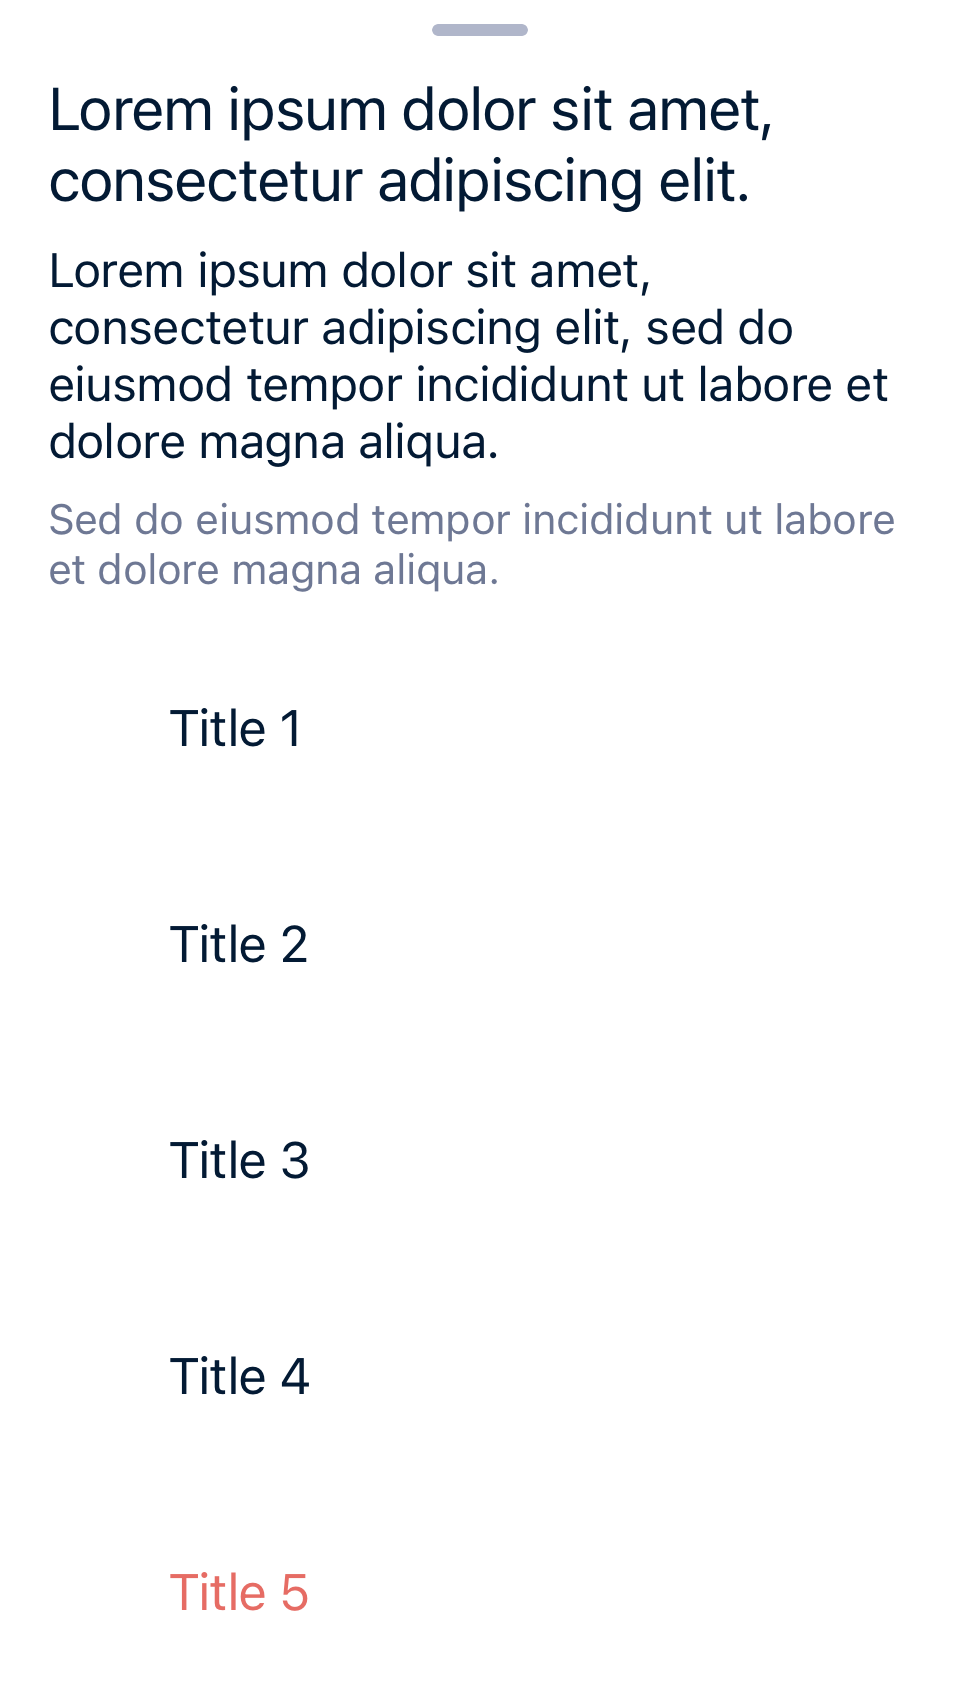 Lorem ipsum dolor sit amet,
consectetur adipiscing elit.
Lorem ipsum dolor sit amet,
consectetur adipiscing elit, sed do
eiusmod tempor incididunt ut labore et
dolore magna aliqua.
Sed do eiusmod tempor incididunt ut labore
et dolore magna aliqua.
Title 1
Title 2
Title 3
Title 4
Title 5